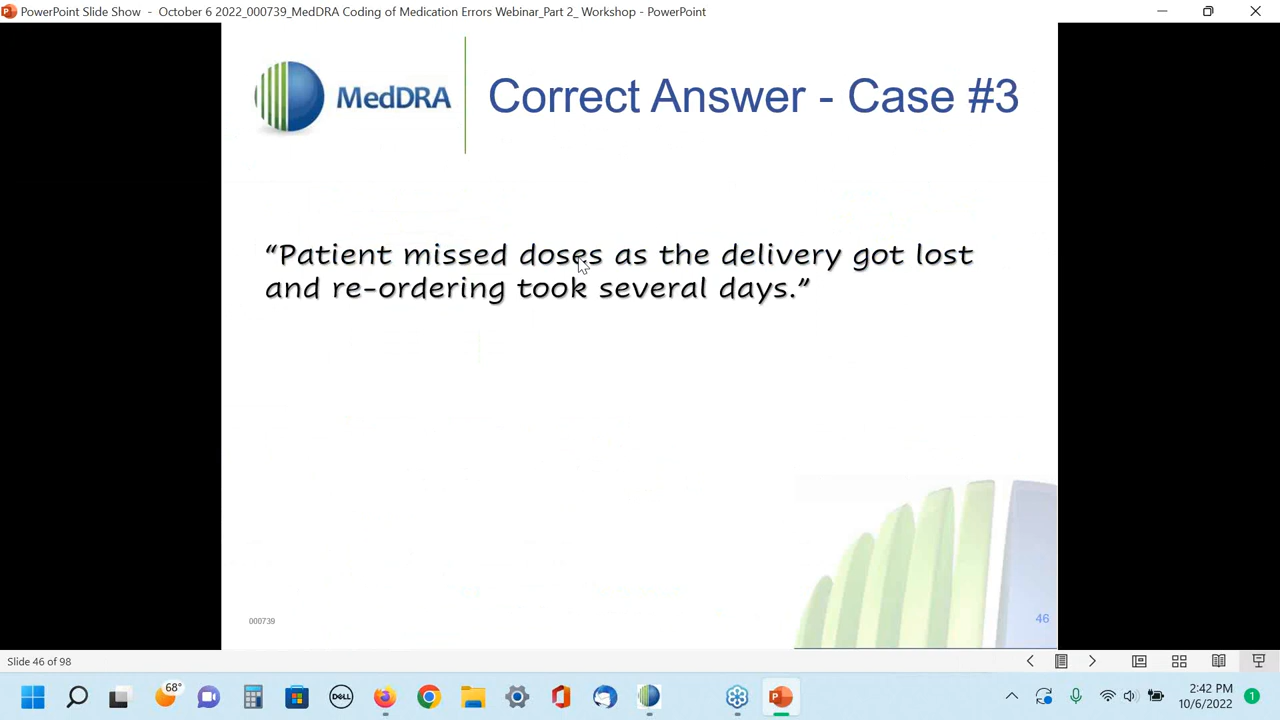 PowerPoint Slide Show - October 6 2022_000739_MedDRA Coding of Medication Errors Webinar_Part 2_ Workshop - PowerPoint
MedDRA
Correct Answer - Case #3
“Patient missed doses as the delivery got lost
and re-ordering took several days.”
000739
46
Slide 46 of 98
68°
DELL
2:42 PM
10/6/2022
1